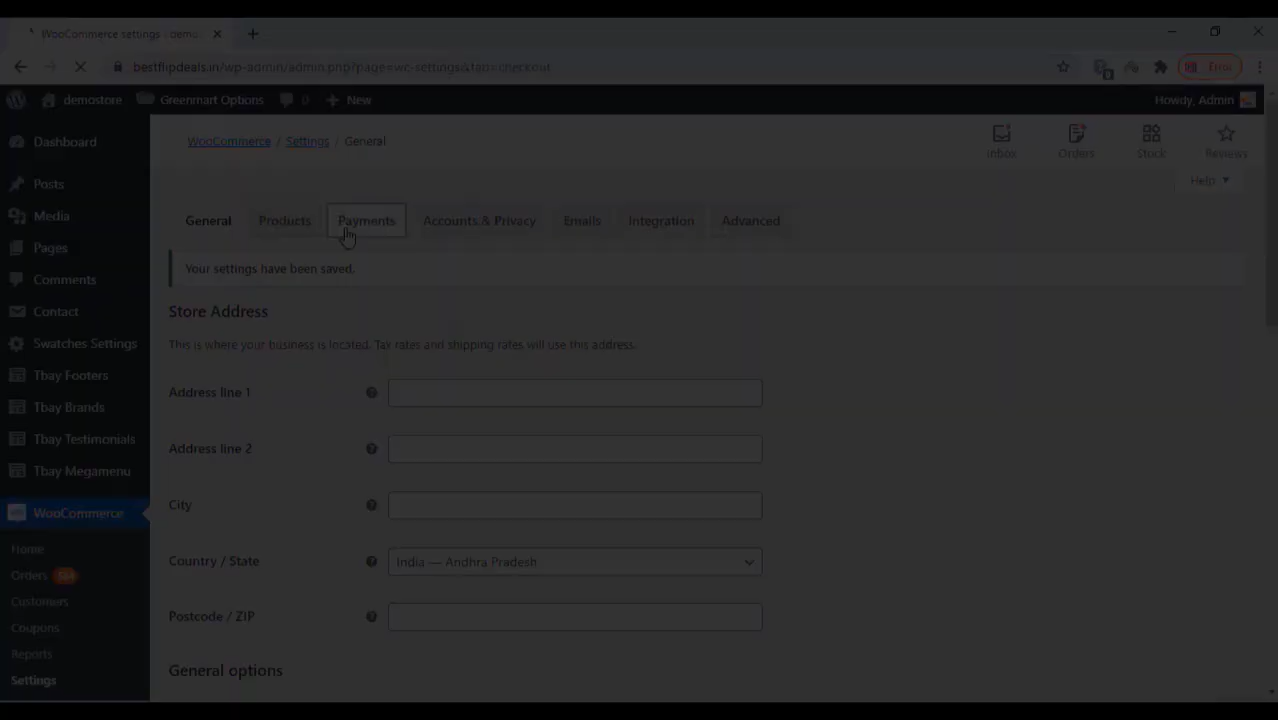 WooCommerce settings - demo
bestflipdeals.in/wp-admin/admin.php?page=wc-settings&tab=checkout
Error
demostore
Greenmart Options
0
New
Howdy, Admin
Dashboard
Posts
Media
Pages
Comments
Contact
Swatches Settings
Tbay Footers
Tbay Brands
Tbay Testimonials
Tbay Megamenu
WooCommerce
Home
Orders 584
Customers
Coupons
Reports
Settings
WooCommerce / Settings / General
Inbox
Orders
Stock
Reviews
Help
General
Products
Payments
Accounts & Privacy
Emails
Integration
Advanced
Your settings have been saved.
Store Address
This is where your business is located. Tax rates and shipping rates will use this address.
Address line 1
Address line 2
City
Country / State
India — Andhra Pradesh
Postcode / ZIP
General options